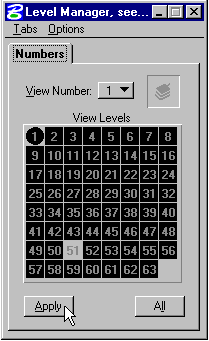 Level Manager, see...
Tabs Options
Numbers
View Number: 1
View Levels
1 2 3 4 5 6 7 8
9 10 11 12 13 14 15 16
17 18 19 20 21 22 23 24
25 26 27 28 29 30 31 32
33 34 35 36 37 38 39 40
41 42 43 44 45 46 47 48
49 50 51 52 53 54 55 56
57 58 59 60 61 62 63
Apply All